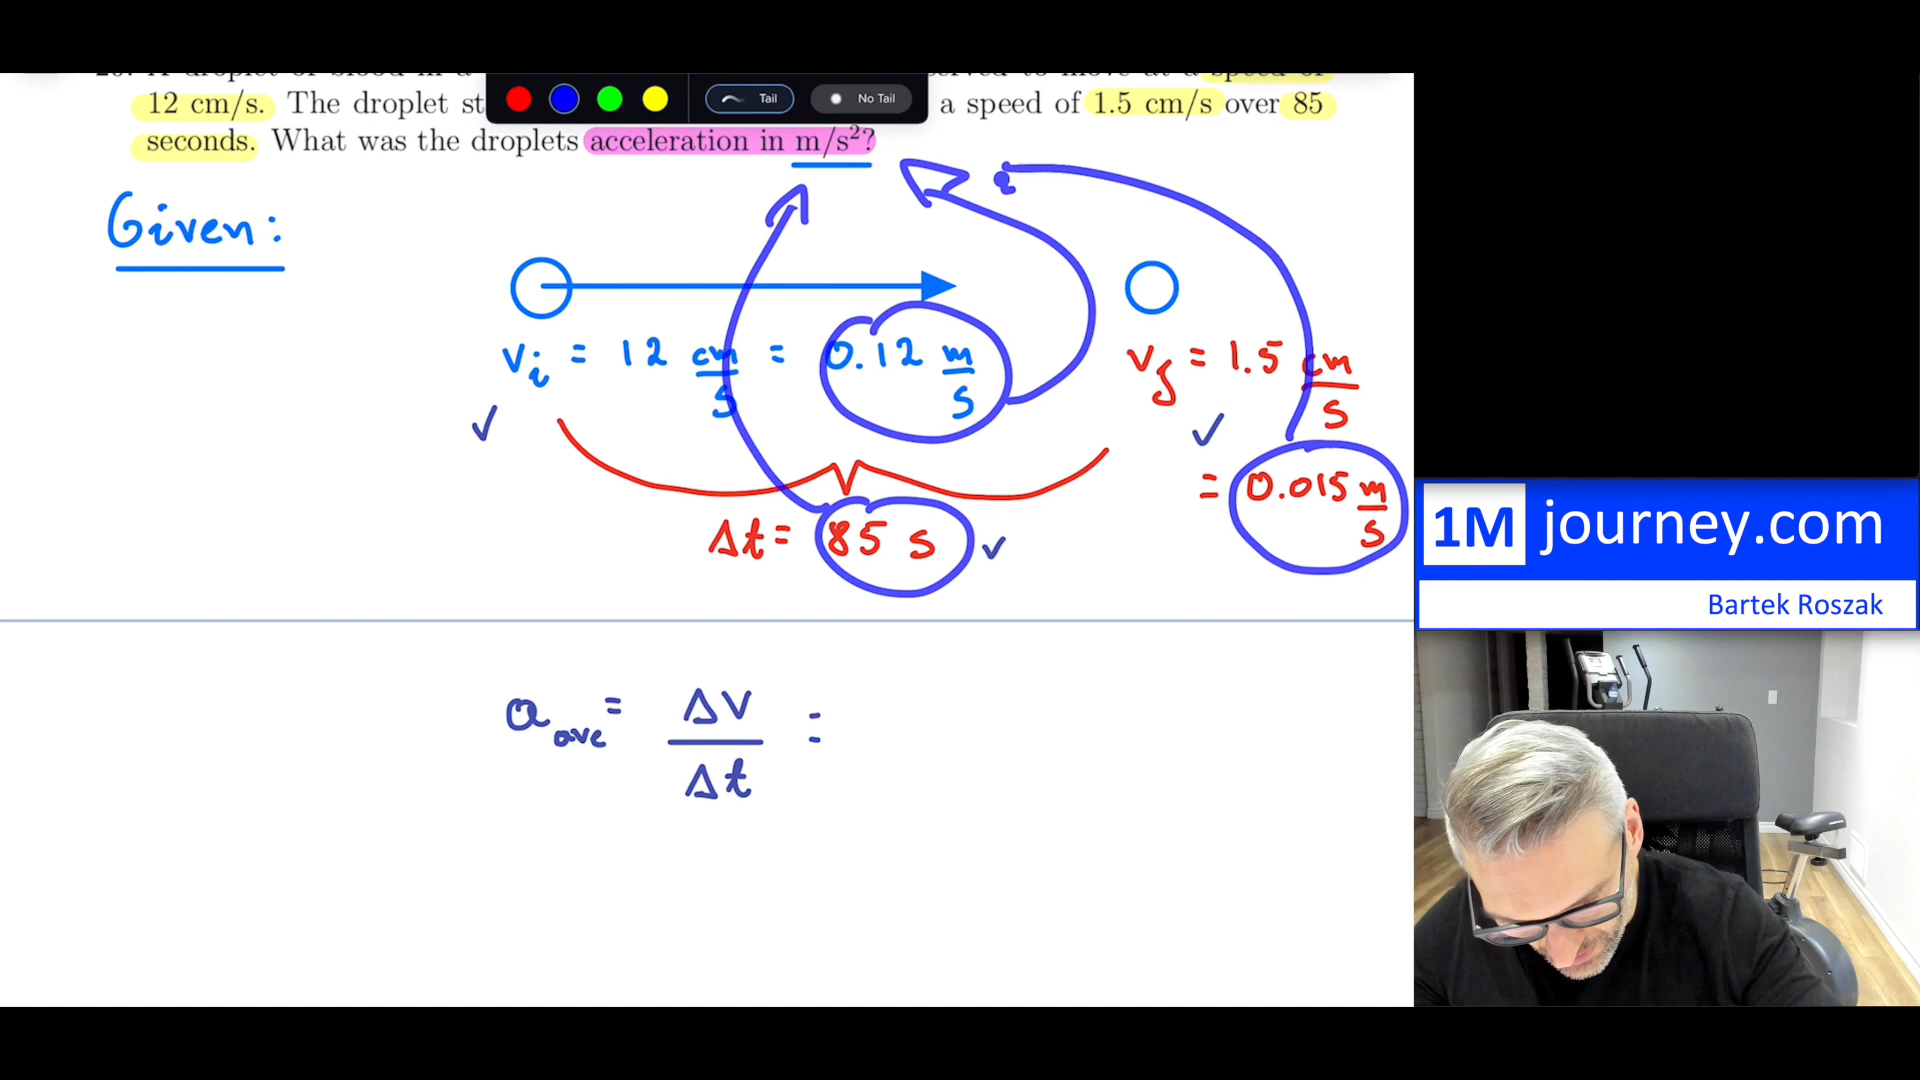 12 cm/s. The droplet st
Tail
No Tail
a speed of 1.5 cm/s over 85
seconds. What was the droplets acceleration in m/s²?
Given:
vᵢ = 12 cm/s = 0.12 m/s
v_f = 1.5 cm/s
= 0.015 m/s
Δt = 85 s
a_ave = Δv/Δt =
1M journey.com
Bartek Roszak